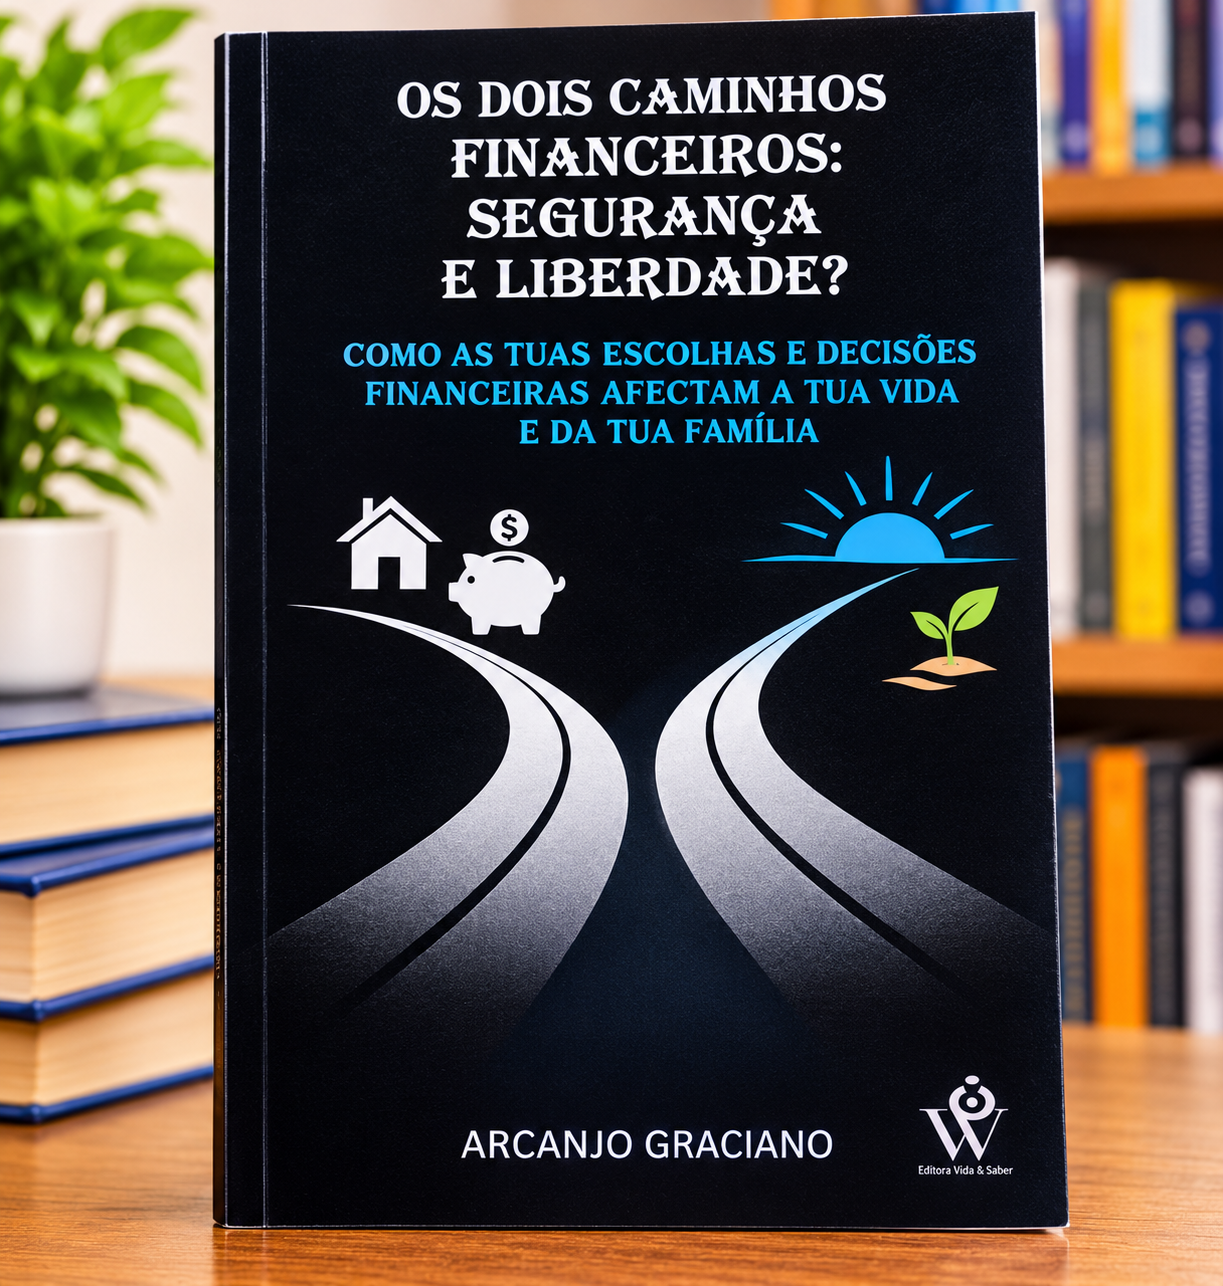 OS DOIS CAMINHOS
FINANCEIROS:
SEGURANÇA
E LIBERDADE?
COMO AS TUAS ESCOLHAS E DECISÕES
FINANCEIRAS AFECTAM A TUA VIDA
E DA TUA FAMÍLIA
$
ARCANJO GRACIANO
Editora Vida & Saber